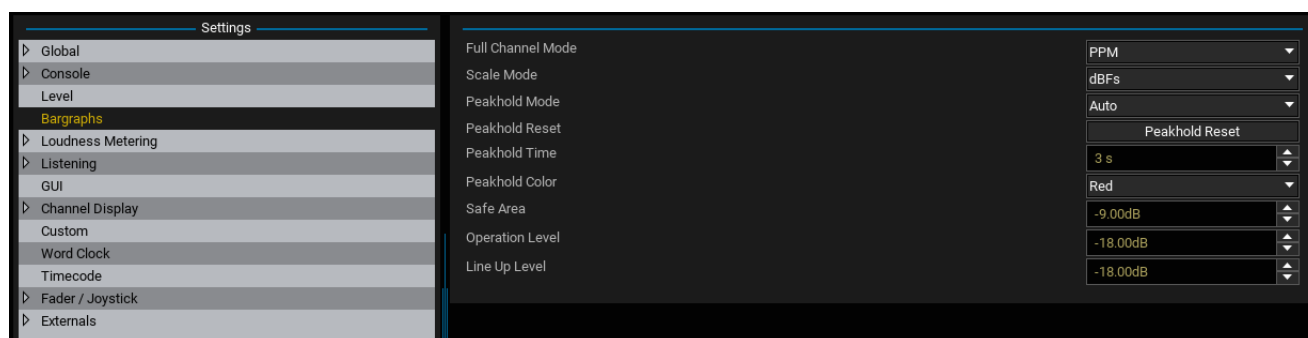 Settings
Global
Console
Level
Bargraphs
Loudness Metering
Listening
GUI
Channel Display
Custom
Word Clock
Timecode
Fader / Joystick
Externals
Full Channel Mode PPM
Scale Mode dBFs
Peakhold Mode Auto
Peakhold Reset Peakhold Reset
Peakhold Time 3 s
Peakhold Color Red
Safe Area -9.00dB
Operation Level -18.00dB
Line Up Level -18.00dB